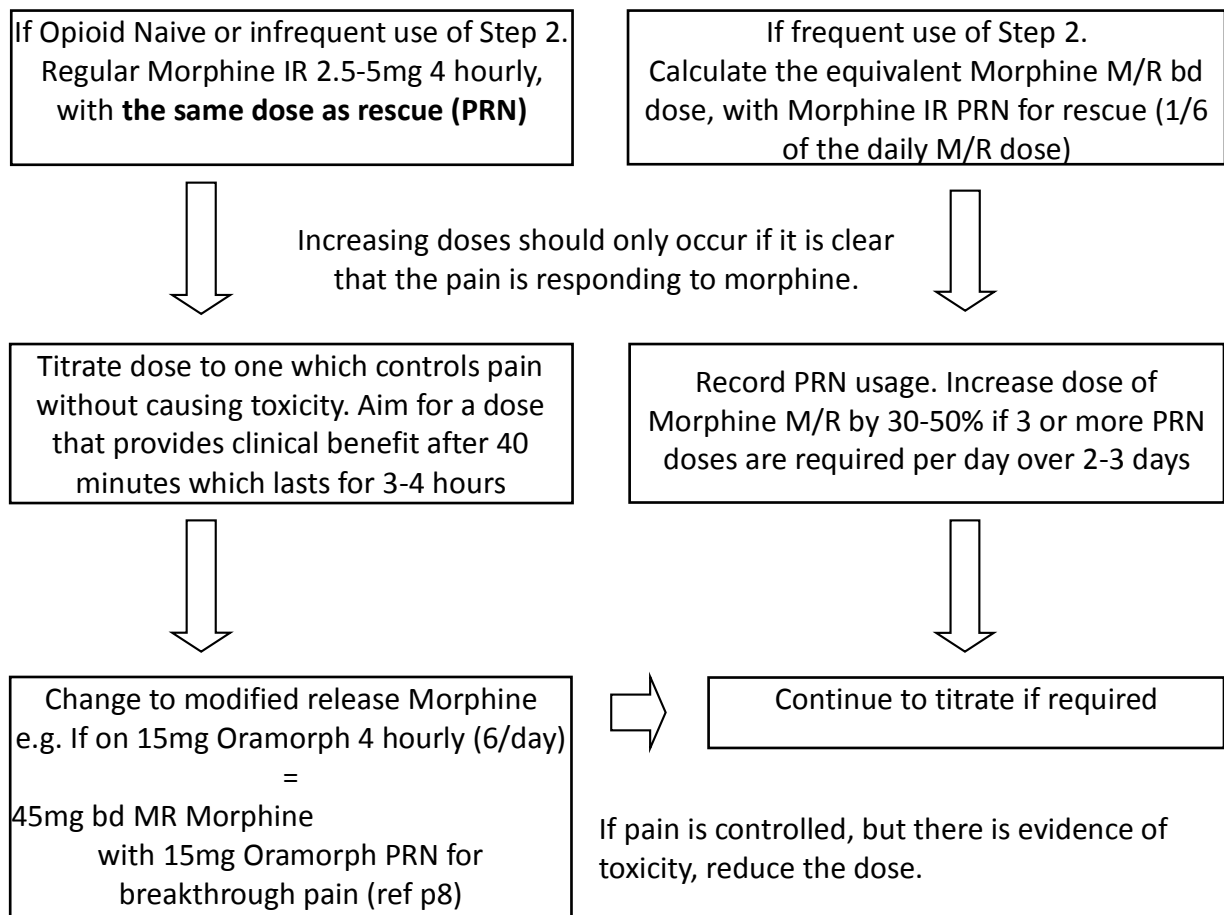 If Opioid Naive or infrequent use of Step 2.
Regular Morphine IR 2.5-5mg 4 hourly,
with the same dose as rescue (PRN)
If frequent use of Step 2.
Calculate the equivalent Morphine M/R bd
dose, with Morphine IR PRN for rescue (1/6
of the daily M/R dose)
Increasing doses should only occur if it is clear
that the pain is responding to morphine.
Titrate dose to one which controls pain
without causing toxicity. Aim for a dose
that provides clinical benefit after 40
minutes which lasts for 3-4 hours
Record PRN usage. Increase dose of
Morphine M/R by 30-50% if 3 or more PRN
doses are required per day over 2-3 days
Change to modified release Morphine
e.g. If on 15mg Oramorph 4 hourly (6/day)
=
45mg bd MR Morphine
with 15mg Oramorph PRN for
breakthrough pain (ref p8)
Continue to titrate if required
If pain is controlled, but there is evidence of
toxicity, reduce the dose.